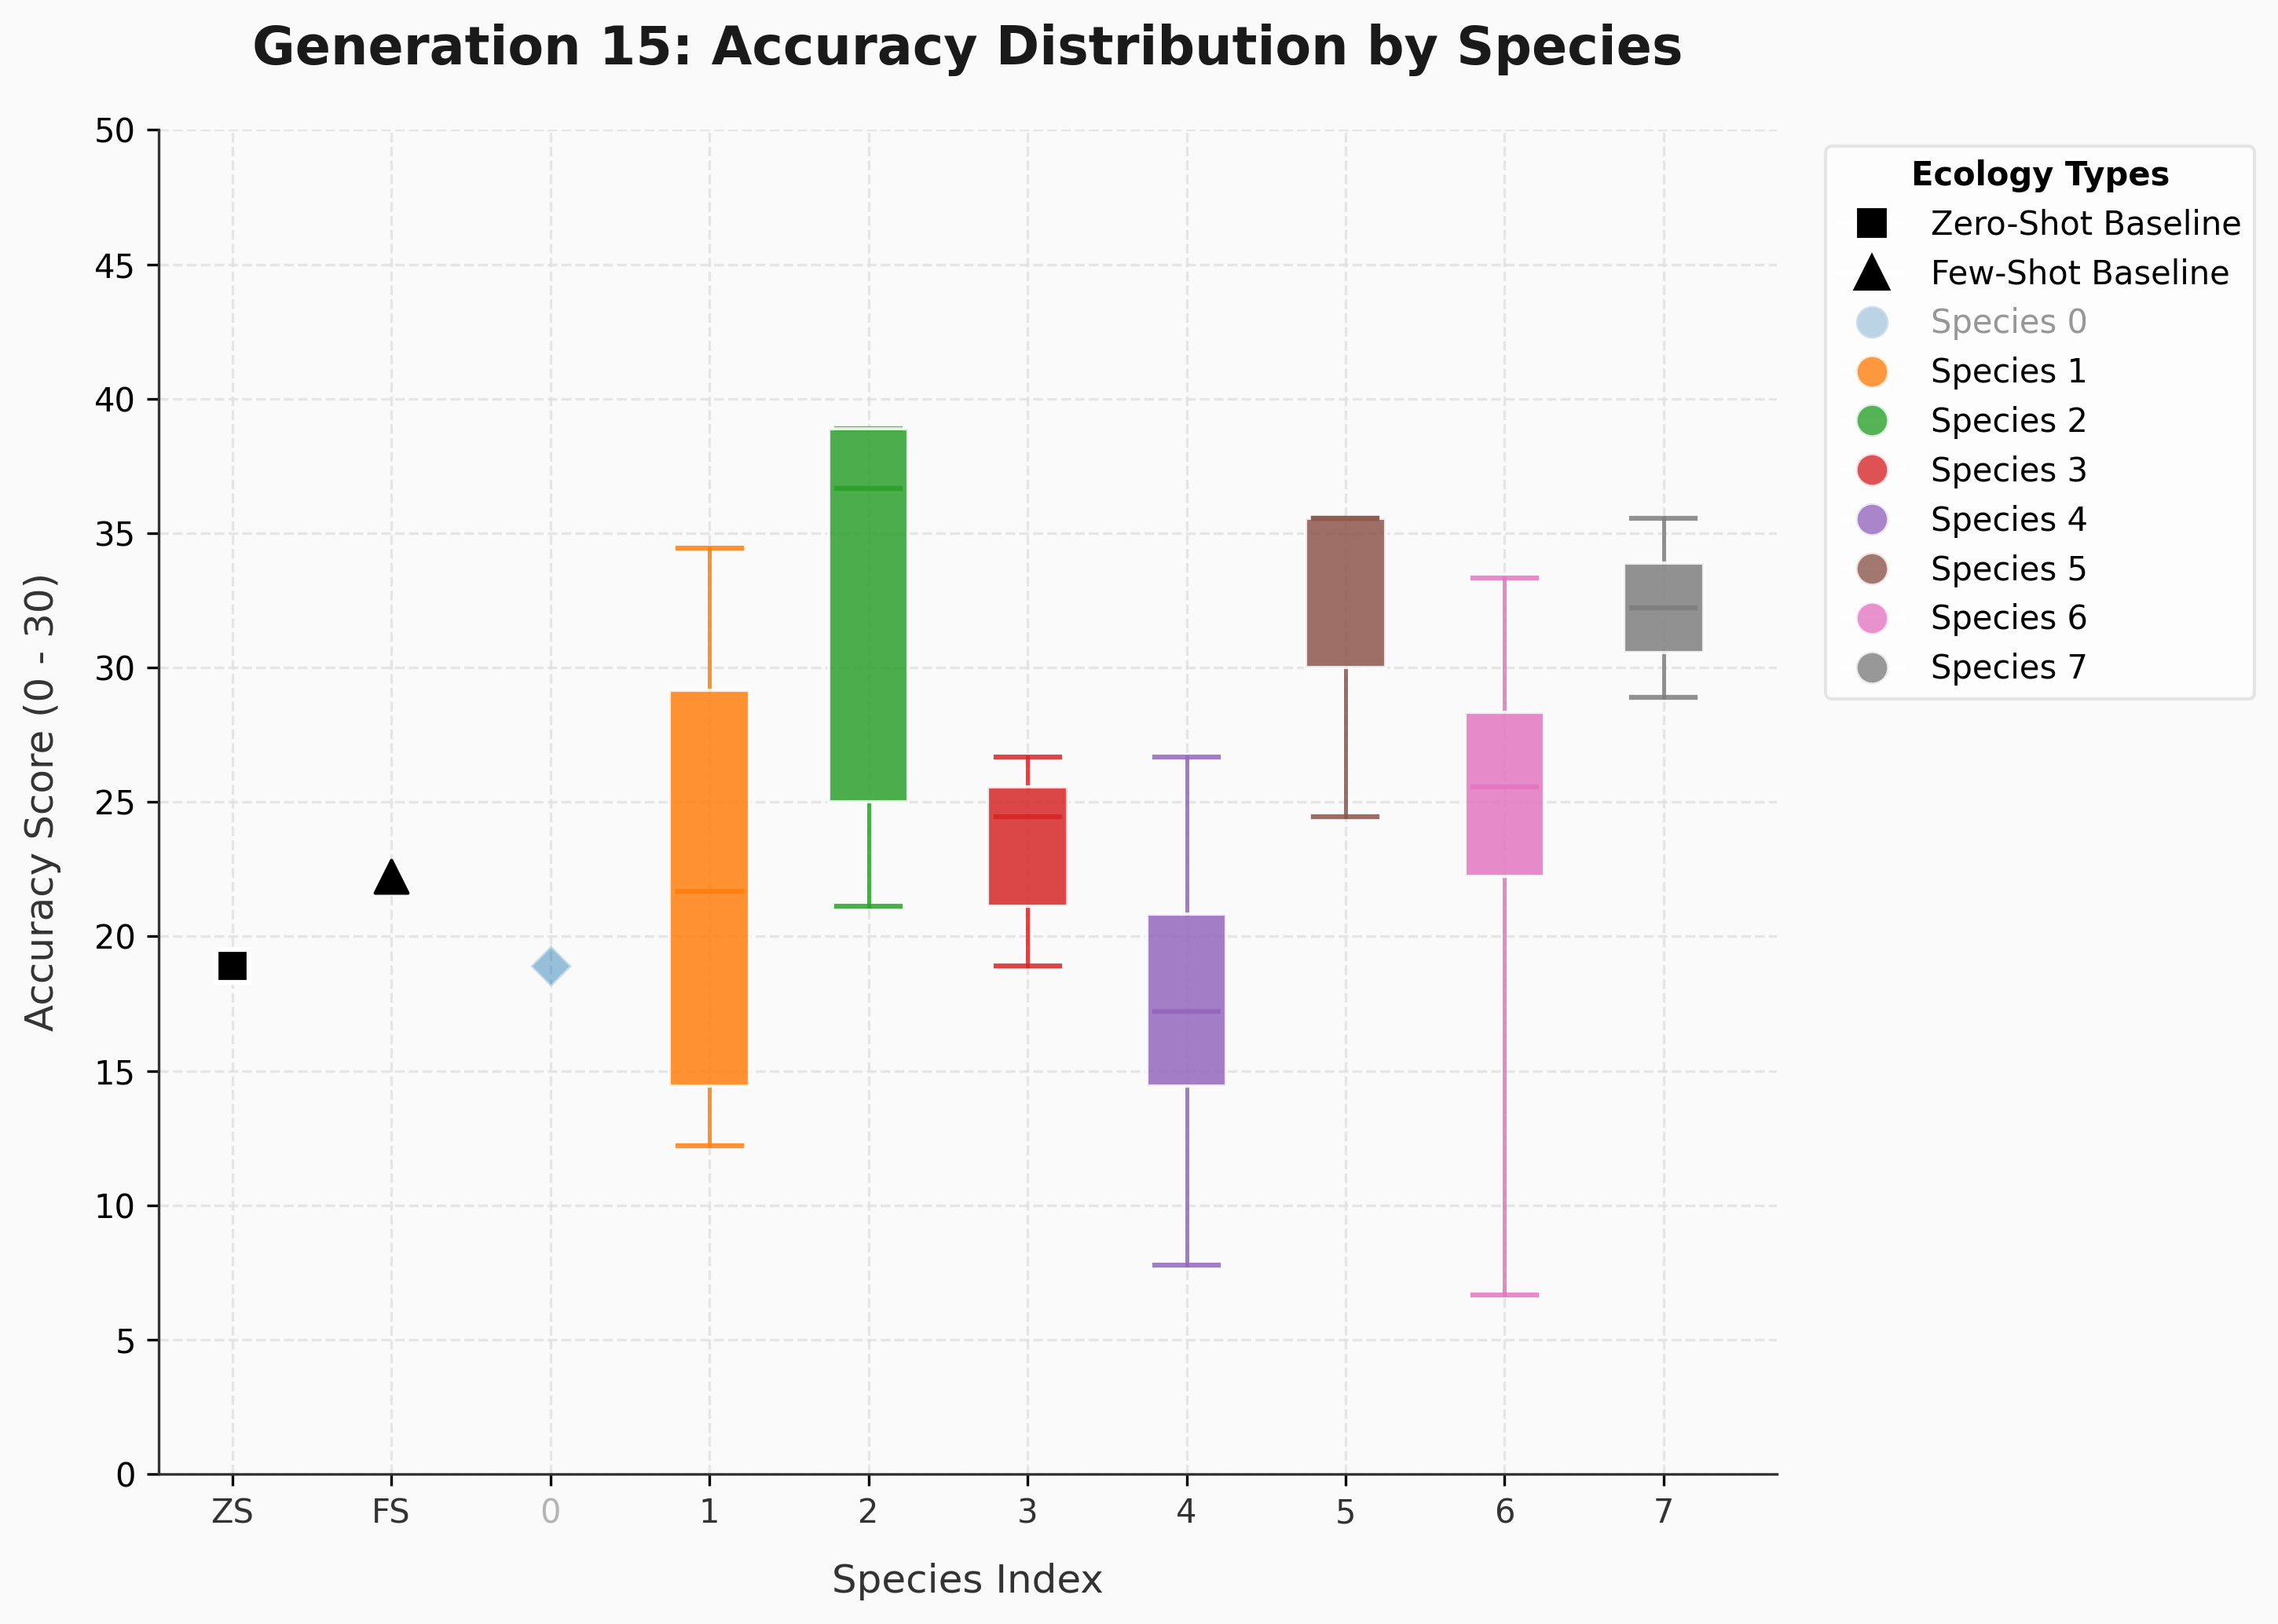 Generation 15: Accuracy Distribution by Species
50
45
40
35
30
25
20
15
10
5
0
Accuracy Score (0 - 30)
ZS
FS
0
1
2
3
4
5
6
7
Species Index
Ecology Types
Zero-Shot Baseline
Few-Shot Baseline
Species 0
Species 1
Species 2
Species 3
Species 4
Species 5
Species 6
Species 7